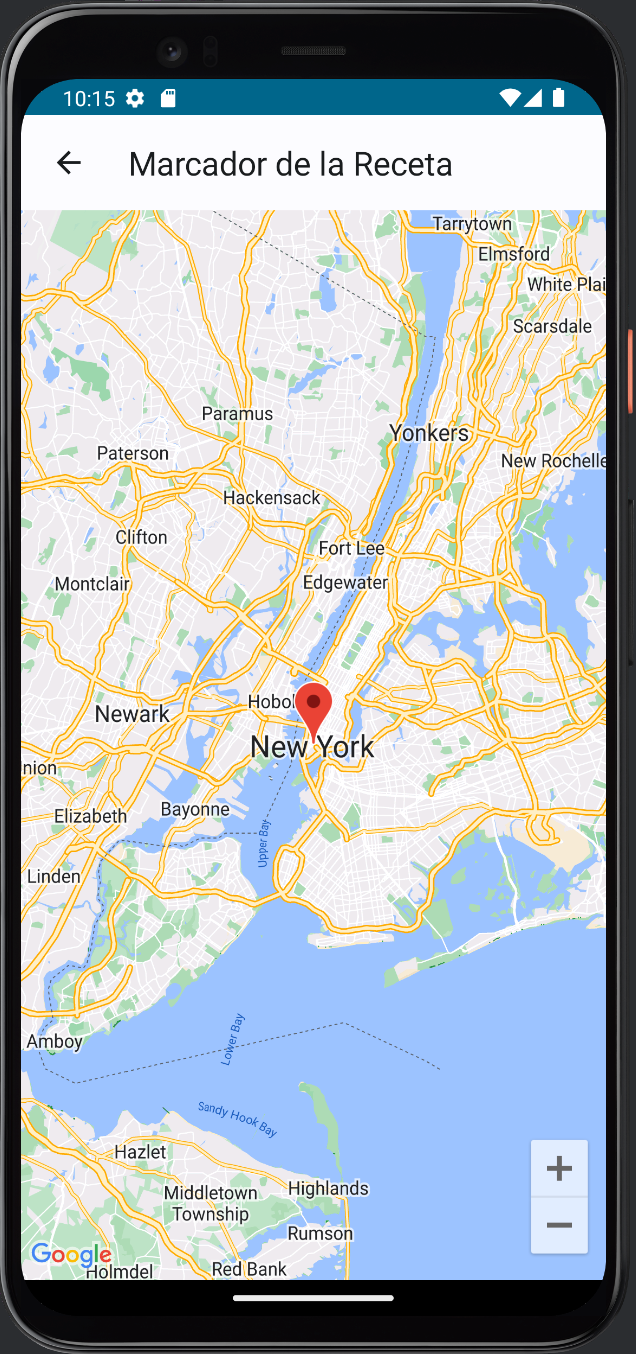 10:15
Marcador de la Receta
Tarrytown
Elmsford
White Plai
Scarsdale
Paramus
Yonkers
Paterson
New Rochelle
Hackensack
Clifton
Fort Lee
Montclair
Edgewater
Hobol
Newark
New York
nion
Bayonne
Elizabeth
Upper Bay
Linden
Lower Bay
Amboy
Sandy Hook Bay
Hazlet
Highlands
Middletown
Township
Rumson
Google
Red Bank
Holmdel